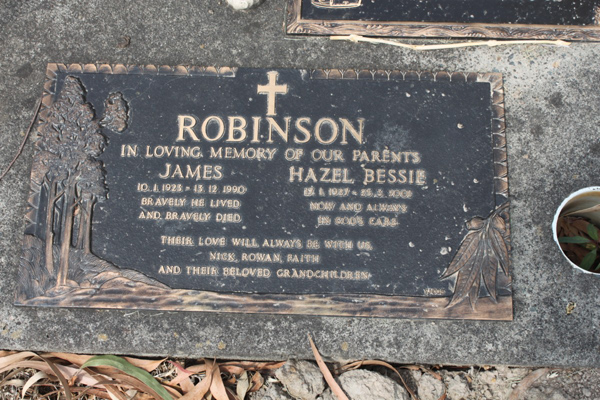 ROBINSON
IN LOVING MEMORY OF OUR PARENTS
JAMES
10.1.1923 – 13.12.1990
BRAVELY HE LIVED
AND BRAVELY DIED
HAZEL BESSIE
NOW AND ALWAYS
IN GOD'S CARE
THEIR LOVE WILL ALWAYS BE WITH US
NICK, ROWAN, FAITH
AND THEIR BELOVED GRANDCHILDREN